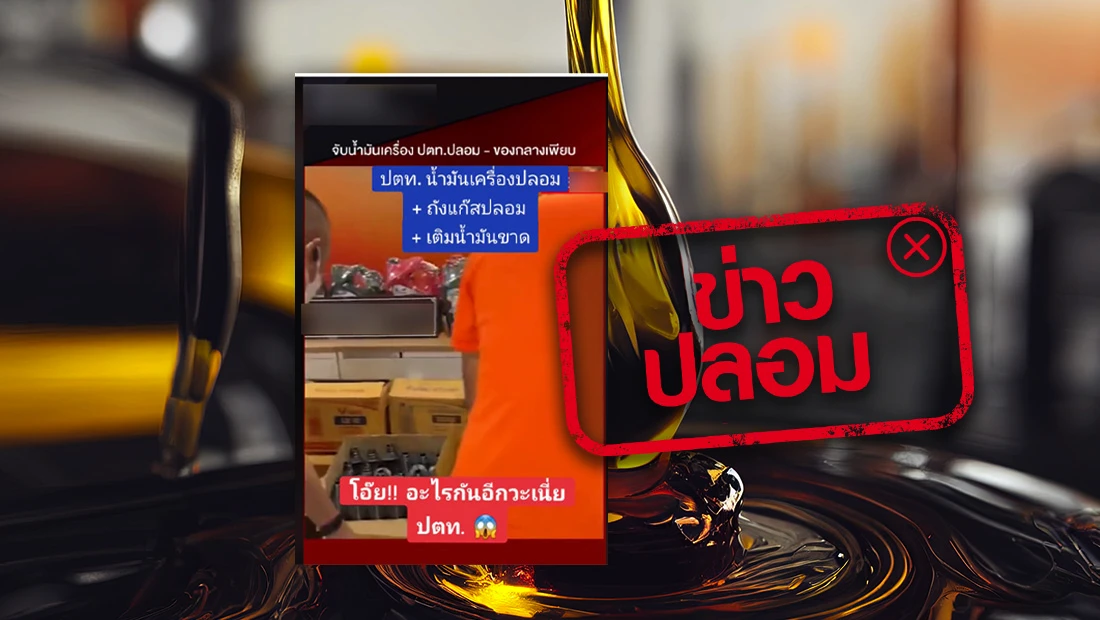 จับน้ำมันเครื่อง ปตท.ปลอม - ของกลางเพียบ
ปตท. น้ำมันเครื่องปลอม
+ ถังแก๊สปลอม
+ เติมน้ำมันขาด
โอ๊ย!! อะไรกันอีกวะเนี่ย
ปตท. 😱
ข่าว
ปลอม